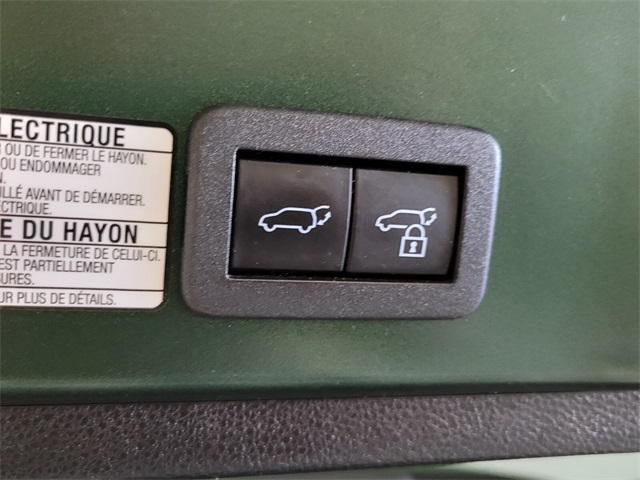 LECTRIQUE
R OU DE FERMER LE HAYON.
OU ENDOMMAGER
N.
ILLÉ AVANT DE DÉMARRER.
ECTRIQUE.
E DU HAYON
LA FERMETURE DE CELUI-CI.
EST PARTIELLEMENT
SURES.
UR PLUS DE DÉTAILS.